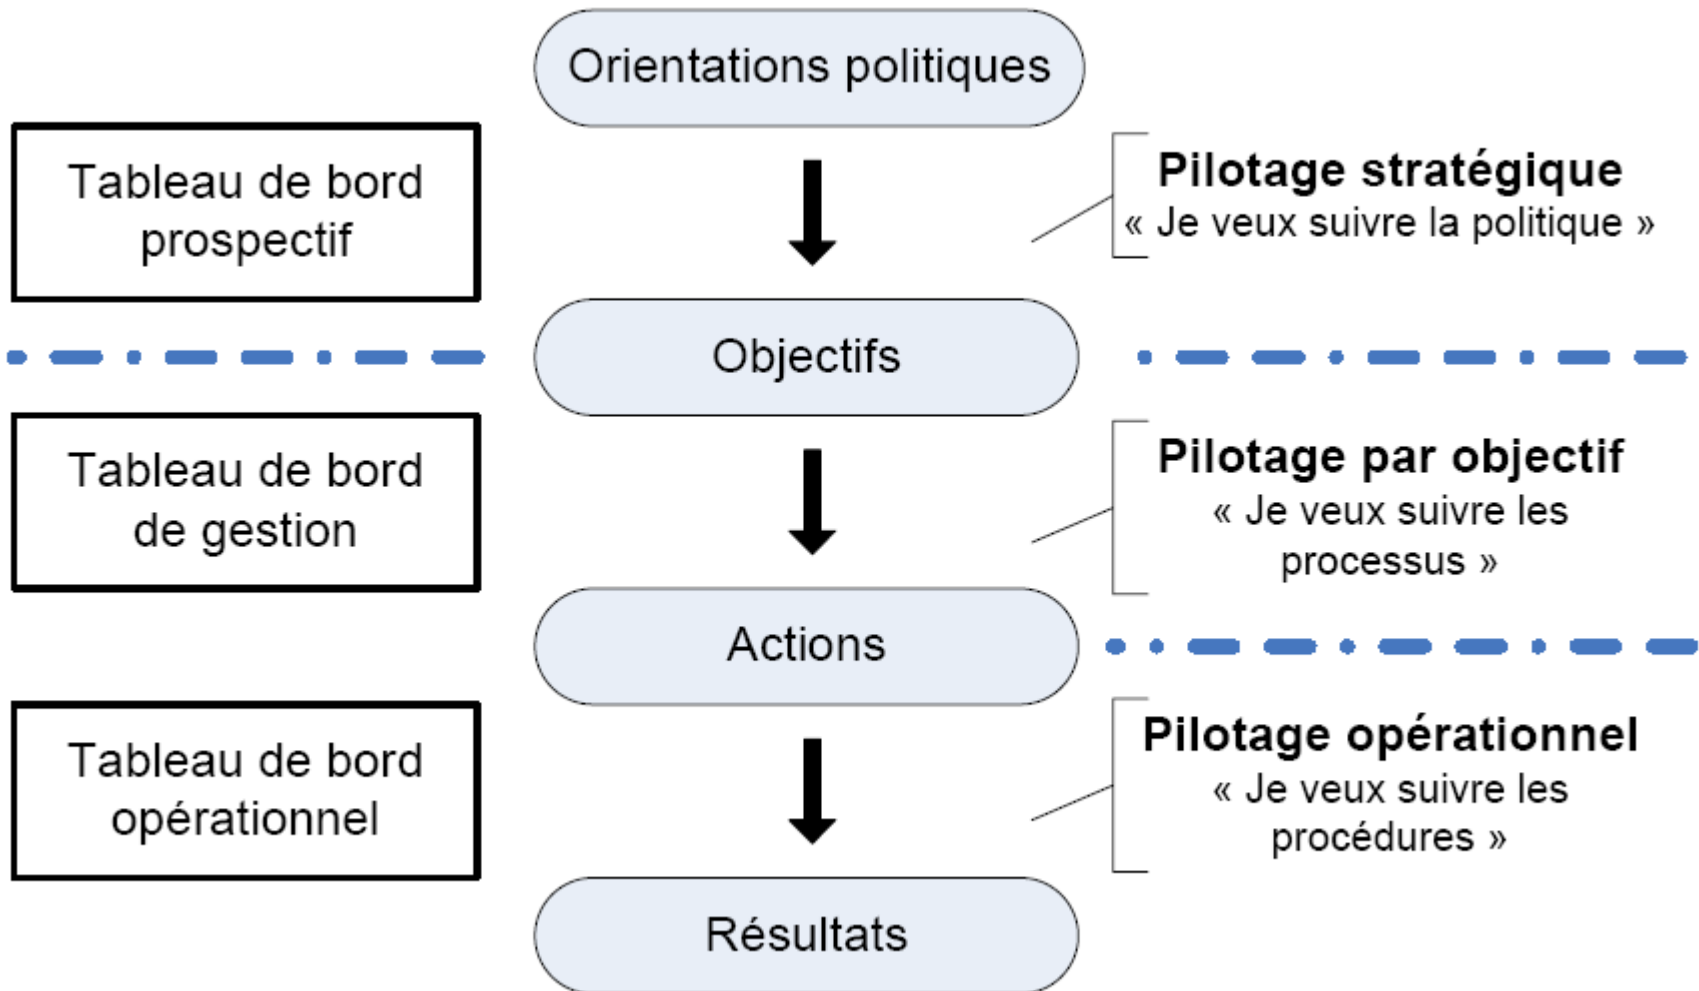 Orientations politiques
Tableau de bord
prospectif
Pilotage stratégique
« Je veux suivre la politique »
Objectifs
Tableau de bord
de gestion
Pilotage par objectif
« Je veux suivre les
processus »
Actions
Tableau de bord
opérationnel
Pilotage opérationnel
« Je veux suivre les
procédures »
Résultats